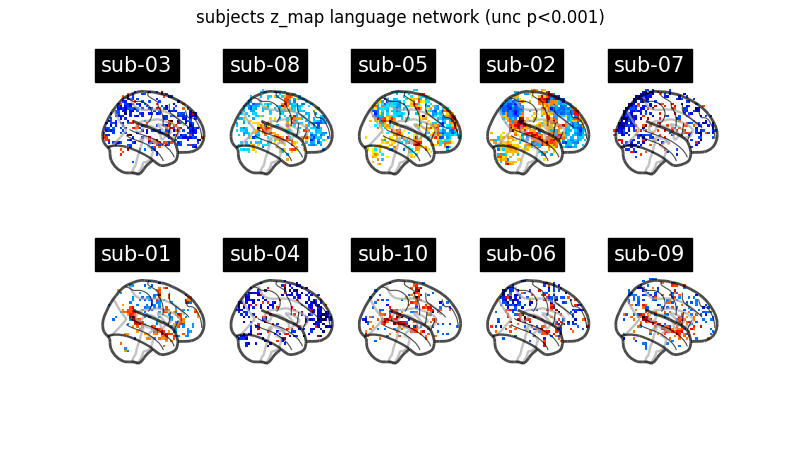 subjects z_map language network (unc p<0.001)
sub-03
sub-08
sub-05
sub-02
sub-07
sub-01
sub-04
sub-10
sub-06
sub-09